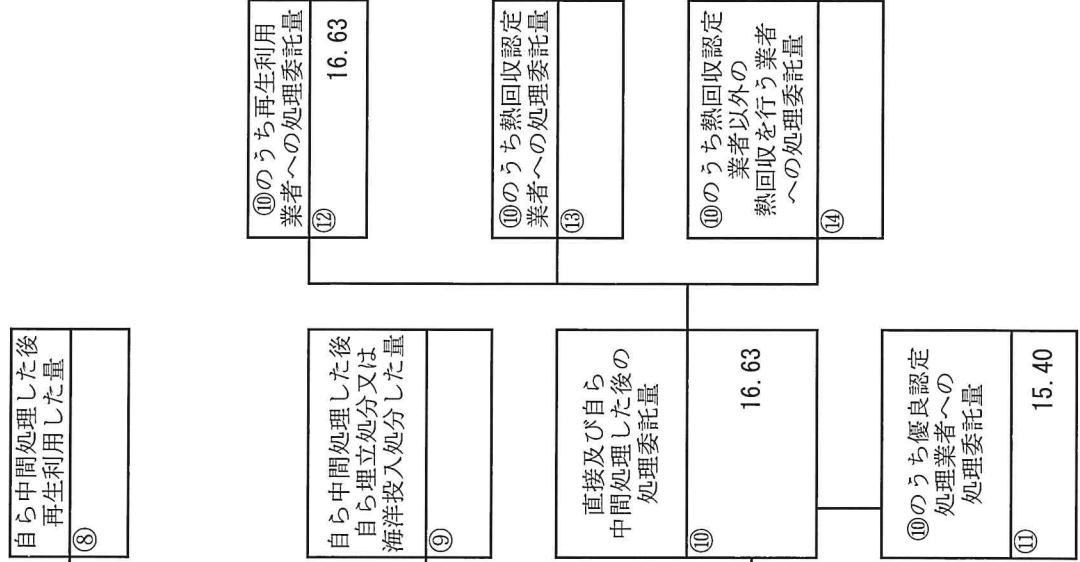 自ら中間処理した後
再生利用した量
⑧
自ら中間処理した後
自ら埋立処分又は
海洋投入処分した量
⑨
直接及び自ら
中間処理した後の
処理委託量
⑩
16.63
⑩のうち優良認定
処理業者への
処理委託量
⑪
15.40
⑩のうち再生利用
業者への処理委託量
⑫
16.63
⑩のうち熱回収認定
業者への処理委託量
⑬
⑩のうち熱回収認定
業者以外の
熱回収を行う業者
への処理委託量
⑭